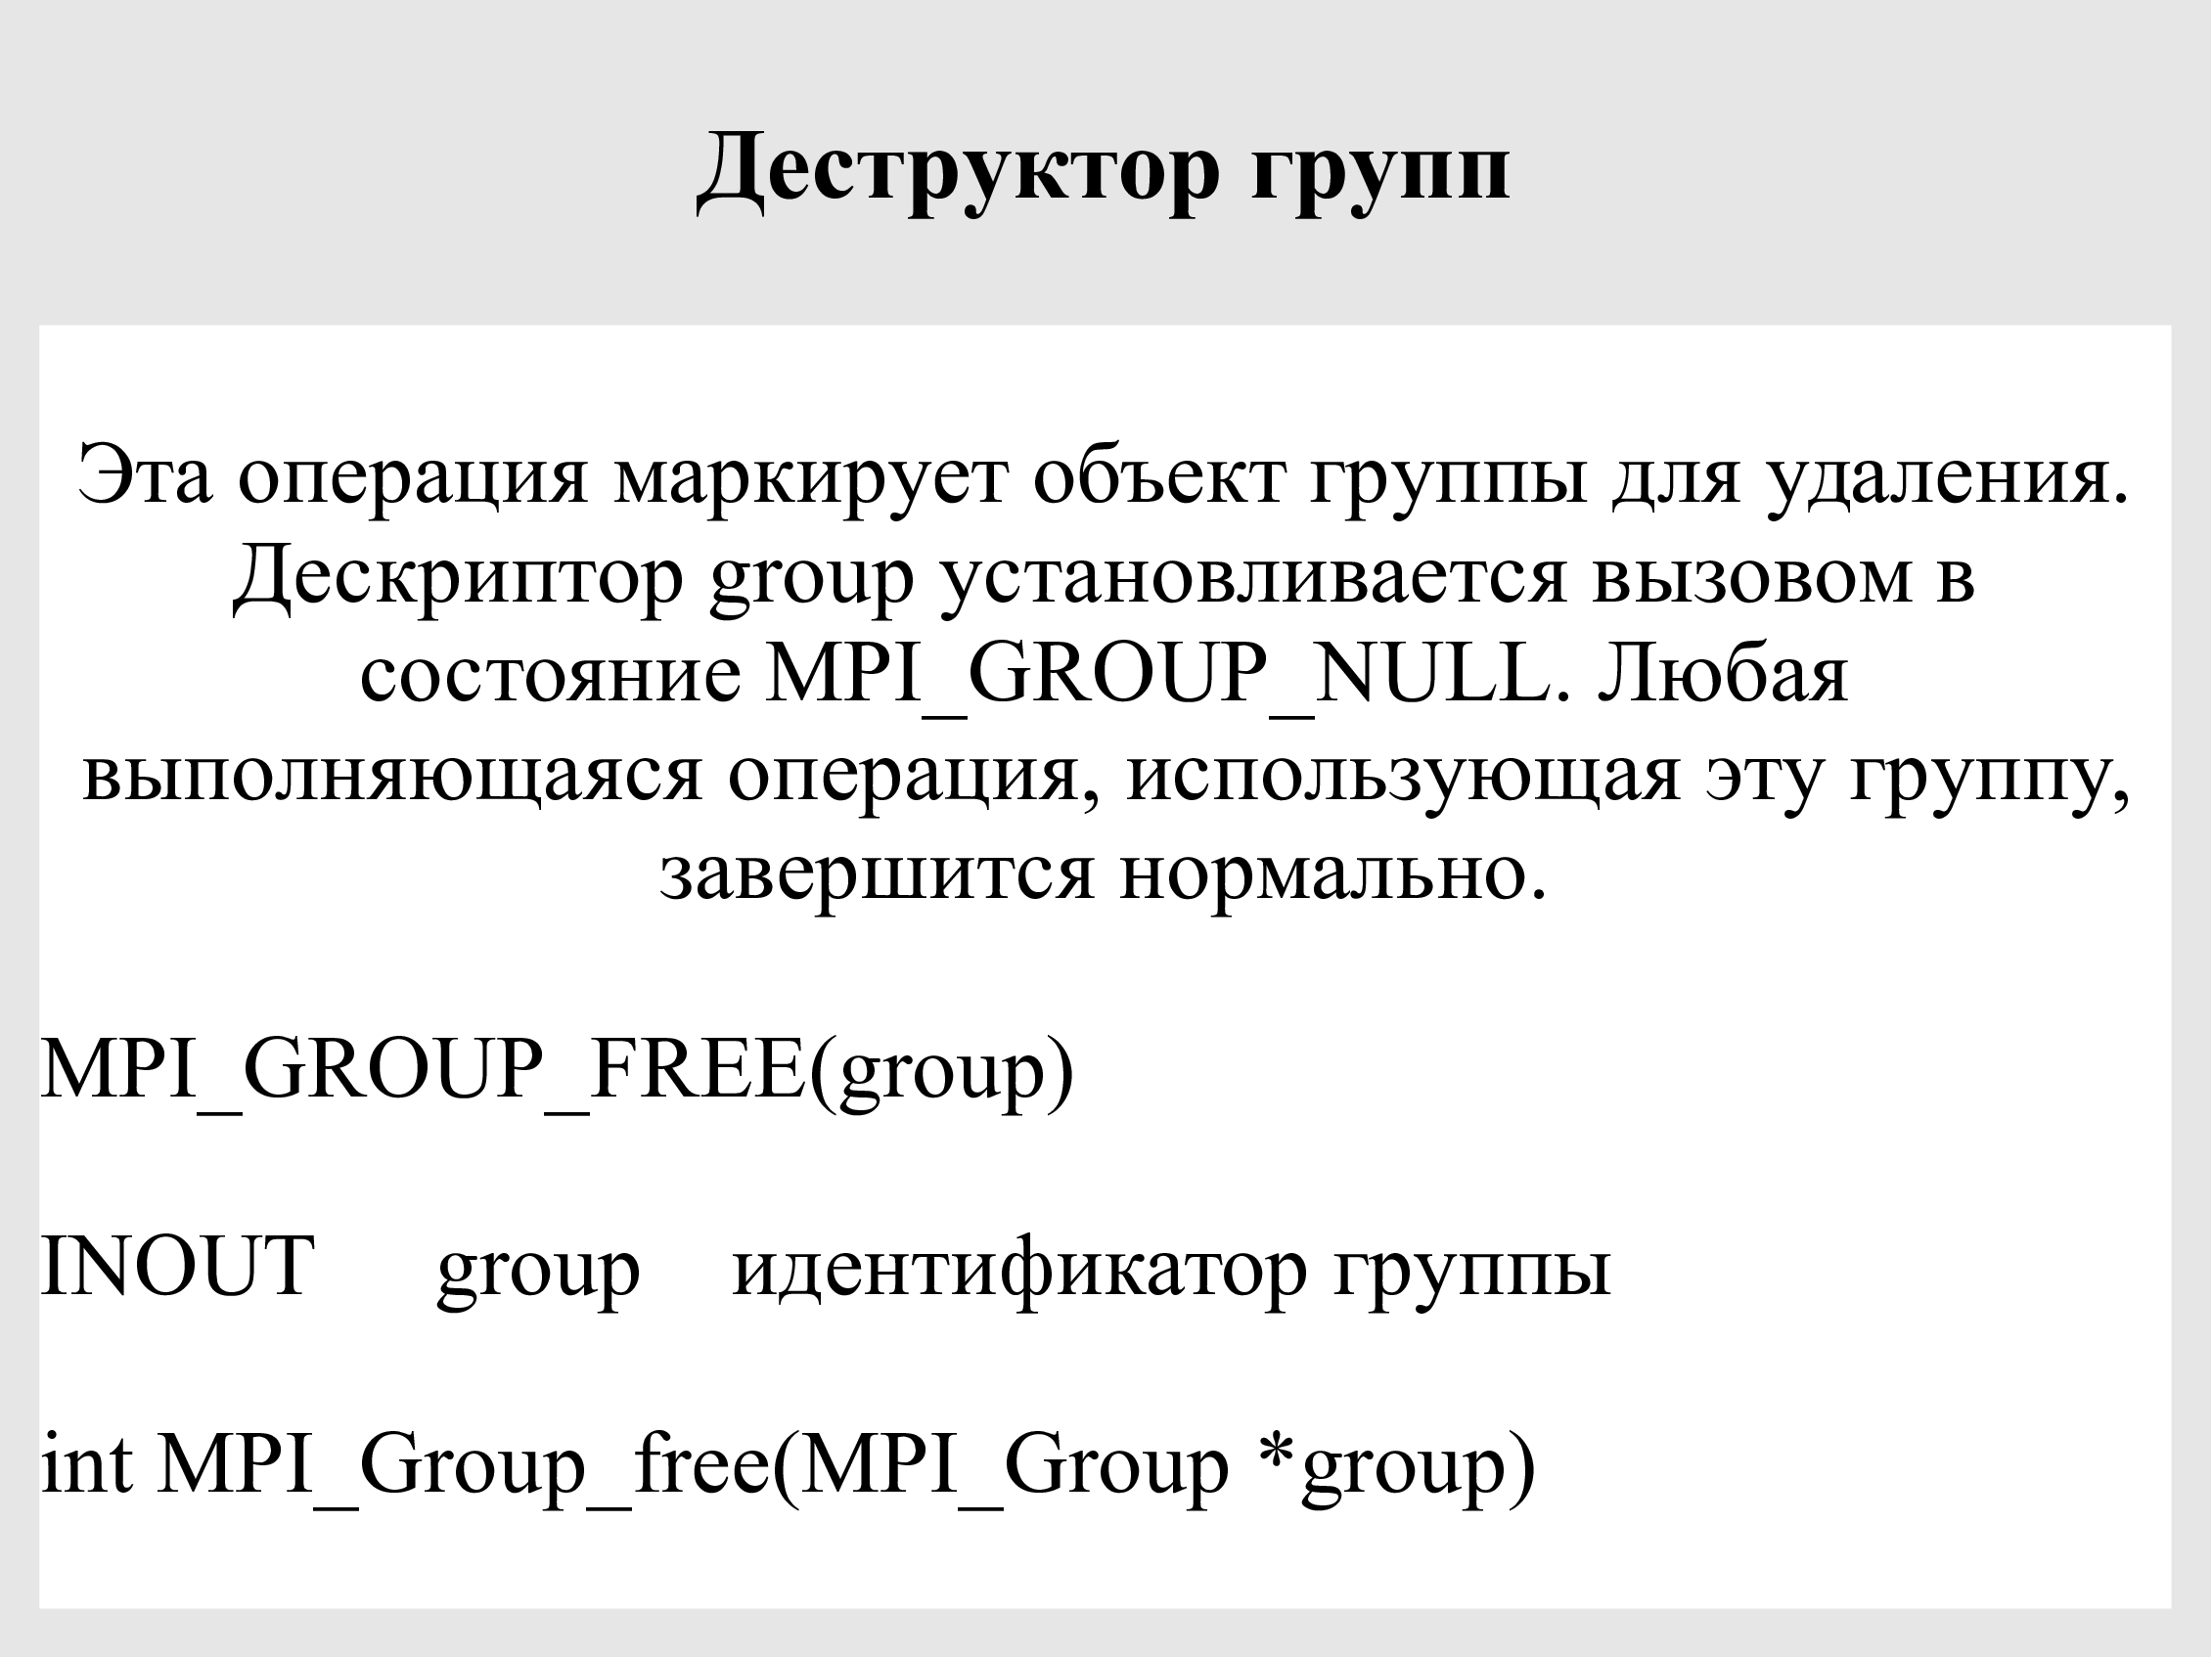 Деструктор групп
Эта операция маркирует объект группы для удаления.
Дескриптор group установливается вызовом в
состояние MPI_GROUP_NULL. Любая
выполняющаяся операция, использующая эту группу,
завершится нормально.
MPI_GROUP_FREE(group)
INOUT group идентификатор группы
int MPI_Group_free(MPI_Group *group)